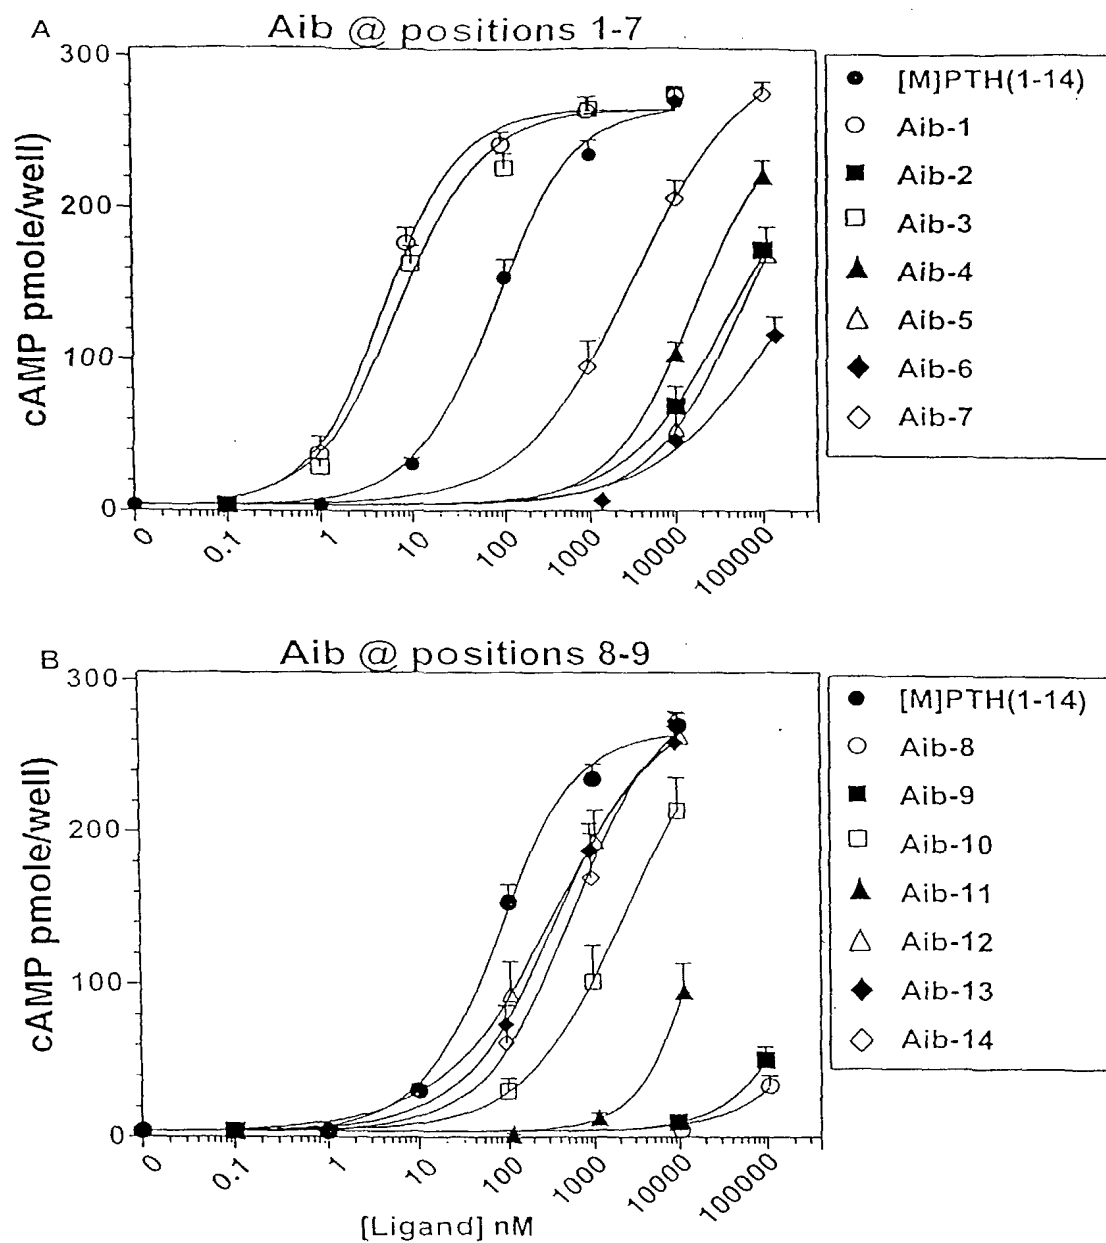 A
Aib @ positions 1-7
300
200
100
0
cAMP pmole/well)
0
0.1
1
10
100
1000
10000
100000
[M]PTH(1-14)
Aib-1
Aib-2
Aib-3
Aib-4
Aib-5
Aib-6
Aib-7
B
Aib @ positions 8-9
300
200
100
0
cAMP pmole/well)
0
0.1
1
10
100
1000
10000
100000
[Ligand] nM
[M]PTH(1-14)
Aib-8
Aib-9
Aib-10
Aib-11
Aib-12
Aib-13
Aib-14